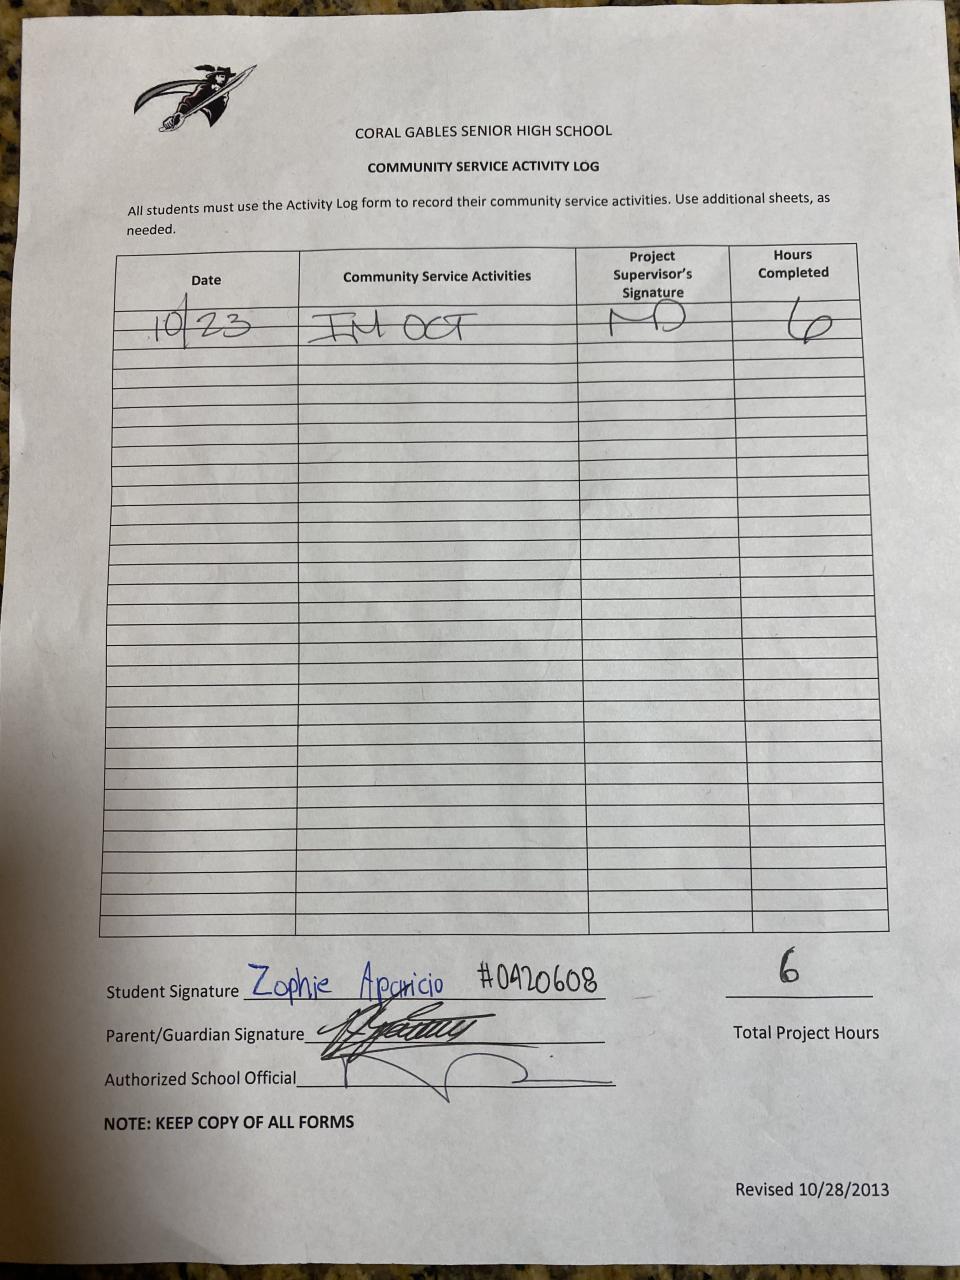 CORAL GABLES SENIOR HIGH SCHOOL
COMMUNITY SERVICE ACTIVITY LOG
All students must use the Activity Log form to record their community service activities. Use additional sheets, as
needed.
Date
Community Service Activities
Project
Supervisor's
Signature
Hours
Completed
10/23 IM OCT MD 6
Student Signature Zophie Aparicio #0420608
6
Parent/Guardian Signature
Total Project Hours
Authorized School Official
NOTE: KEEP COPY OF ALL FORMS
Revised 10/28/2013